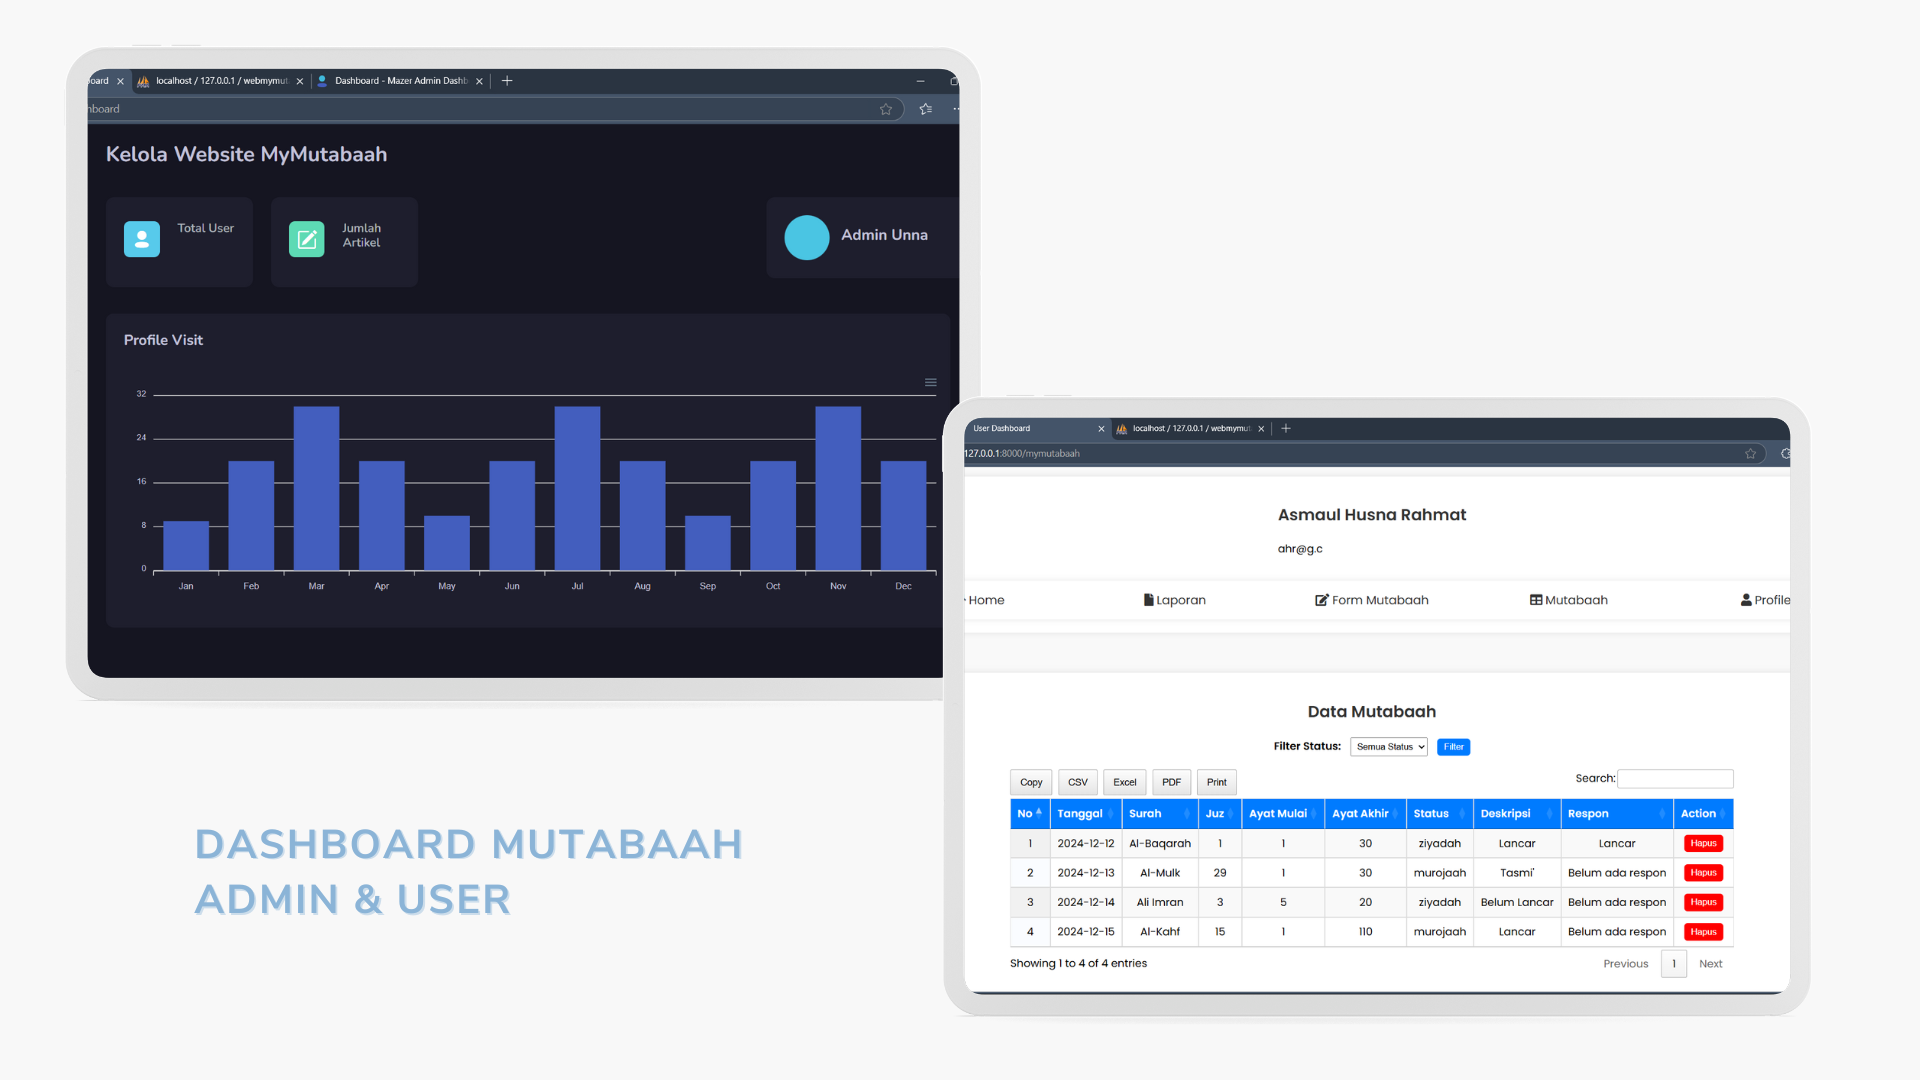 board
localhost / 127.0.0.1 / webmymut
Dashboard - Mazer Admin Dashb
hboard
Kelola Website MyMutabaah
Total User
Jumlah
Artikel
Admin Unna
Profile Visit
32
24
16
8
0
Jan Feb Mar Apr May Jun Jul Aug Sep Oct Nov Dec
DASHBOARD MUTABAAH
ADMIN & USER
User Dashboard
localhost / 127.0.0.1 / webmymut
127.0.0.1:8000/mymutabaah
Asmaul Husna Rahmat
ahr@g.c
Home Laporan Form Mutabaah Mutabaah Profile
Data Mutabaah
Filter Status: Semua Status Filter
Copy CSV Excel PDF Print Search:
No Tanggal Surah Juz Ayat Mulai Ayat Akhir Status Deskripsi Respon Action
1 2024-12-12 Al-Baqarah 1 1 30 ziyadah Lancar Lancar Hapus
2 2024-12-13 Al-Mulk 29 1 30 murojaah Tasmi' Belum ada respon Hapus
3 2024-12-14 Ali Imran 3 5 20 ziyadah Belum Lancar Belum ada respon Hapus
4 2024-12-15 Al-Kahf 15 1 110 murojaah Lancar Belum ada respon Hapus
Showing 1 to 4 of 4 entries Previous 1 Next